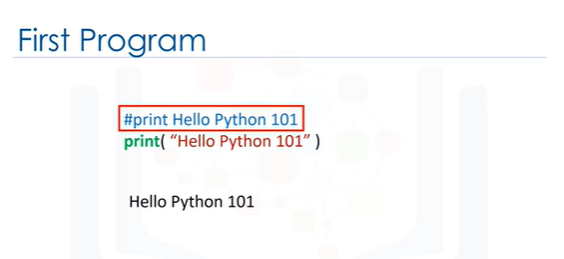 First Program
#print Hello Python 101
print( “Hello Python 101” )
Hello Python 101